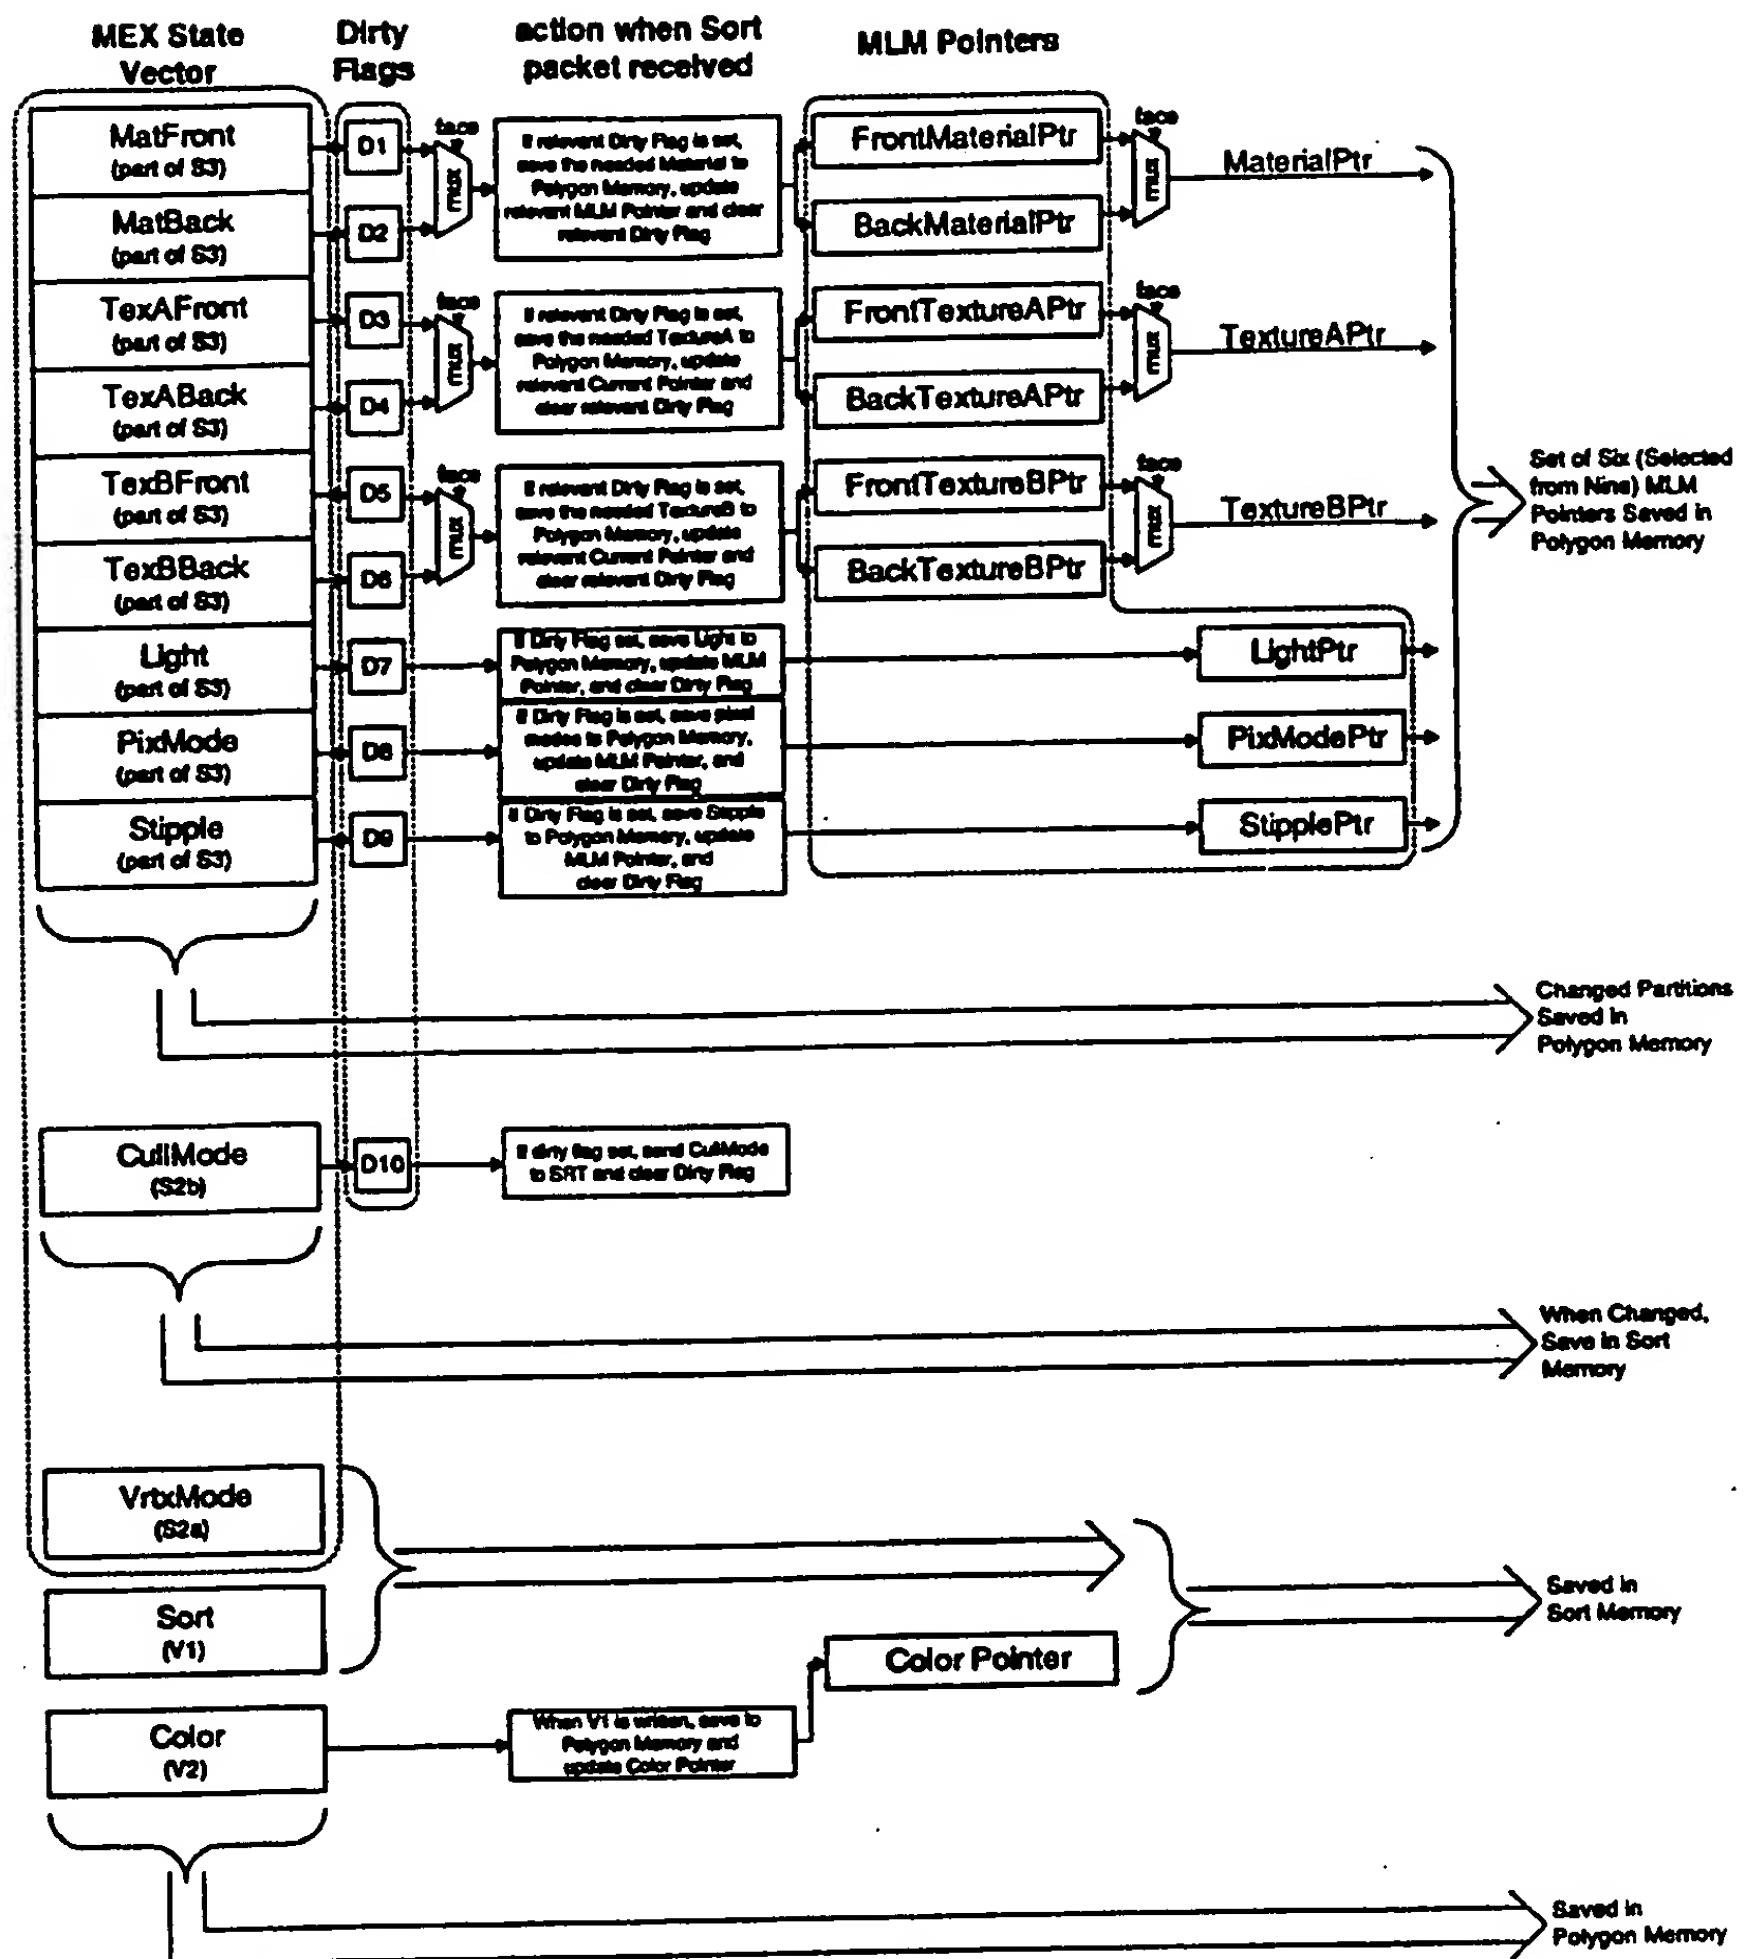 MEX State
Vector
Dirty
Flags
action when Sort
packet received
MLM Pointers
MatFront
(part of S3)
D1
face
mux
If relevant Dirty Flag is set,
save the needed Material to
Polygon Memory, update
relevant MLM Pointer and clear
relevant Dirty Flag
FrontMaterialPtr
face
mux
MaterialPtr
MatBack
(part of S3)
D2
BackMaterialPtr
TexAFront
(part of S3)
D3
face
mux
If relevant Dirty Flag is set,
save the needed TextureA to
Polygon Memory, update
relevant Current Pointer and
clear relevant Dirty Flag
FrontTextureAPtr
face
mux
TextureAPtr
TexABack
(part of S3)
D4
BackTextureAPtr
TexBFront
(part of S3)
D5
face
mux
If relevant Dirty Flag is set,
save the needed TextureB to
Polygon Memory, update
relevant Current Pointer and
clear relevant Dirty Flag
FrontTextureBPtr
face
mux
TextureBPtr
Set of Six (Selected
from Nine) MLM
Pointers Saved in
Polygon Memory
TexBBack
(part of S3)
D6
BackTextureBPtr
Light
(part of S3)
D7
If Dirty Flag set, save Light to
Polygon Memory, update MLM
Pointer, and clear Dirty Flag
LightPtr
PixMode
(part of S3)
D8
If Dirty Flag is set, save pixel
modes to Polygon Memory,
update MLM Pointer, and
clear Dirty Flag
PixModePtr
Stipple
(part of S3)
D9
If Dirty Flag is set, save Stipple
to Polygon Memory, update
MLM Pointer, and
clear Dirty Flag
StipplePtr
Changed Partitions
Saved in
Polygon Memory
CullMode
(S2b)
D10
If dirty flag set, send CullMode
to SRT and clear Dirty Flag
When Changed,
Save in Sort
Memory
VrtxMode
(S2a)
Sort
(V1)
Saved in
Sort Memory
Color Pointer
Color
(V2)
When V1 is written, save to
Polygon Memory and
update Color Pointer
Saved in
Polygon Memory